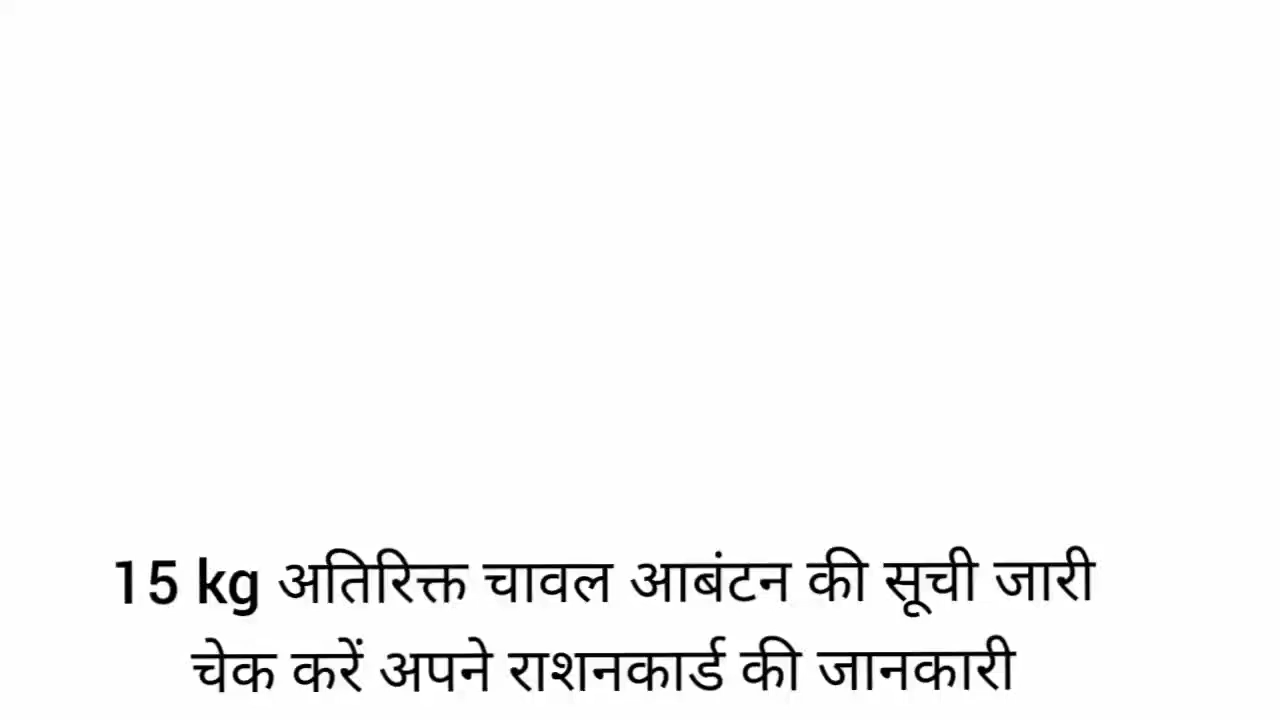 15 kg अतिरिक्त चावल आबंटन की सूची जारी
चेक करें अपने राशनकार्ड की जानकारी